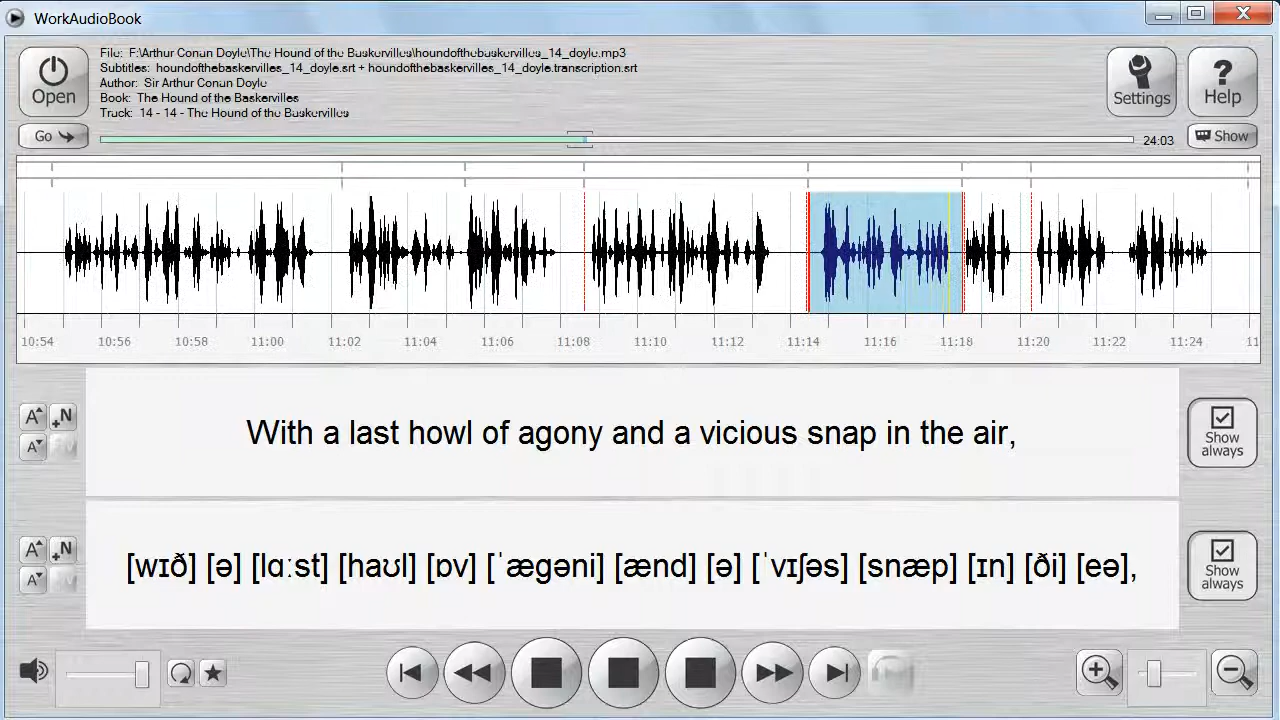 WorkAudioBook
File: F:\Arthur Conan Doyle\The Hound of the Baskervilles\houndofthebaskervilles_14_doyle.mp3
Subtitles: houndofthebaskervilles_14_doyle.srt + houndofthebaskervilles_14_doyle.transcription.srt
Author: Sir Arthur Conan Doyle
Book: The Hound of the Baskervilles
Track: 14 - 14 - The Hound of the Baskervilles
Open
Settings
Help
Go
24:03
Show
10:54 10:56 10:58 11:00 11:02 11:04 11:06 11:08 11:10 11:12 11:14 11:16 11:18 11:20 11:22 11:24 11
A N
A
With a last howl of agony and a vicious snap in the air,
Show always
A N
A
[wɪð] [ə] [lɑːst] [haʊl] [ɒv] [ˈægəni] [ænd] [ə] [ˈvɪʃəs] [snæp] [ɪn] [ði] [eə],
Show always